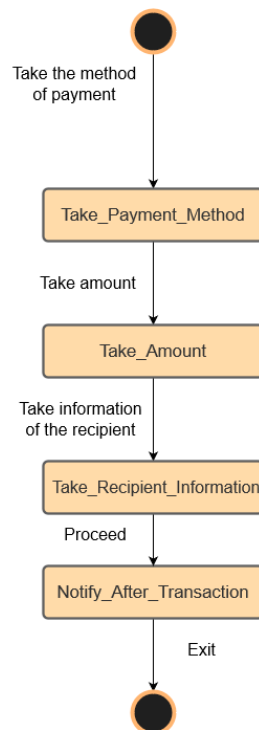 Take the method
of payment
Take_Payment_Method
Take amount
Take_Amount
Take information
of the recipient
Take_Recipient_Information
Proceed
Notify_After_Transaction
Exit